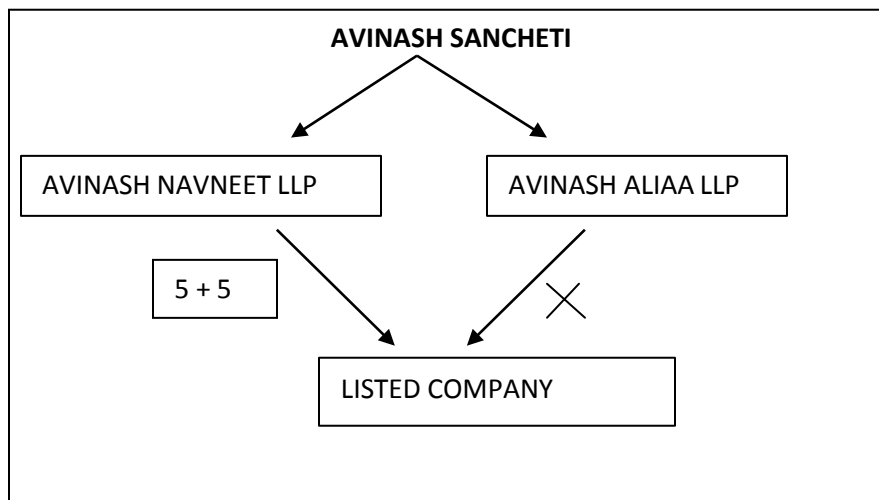 AVINASH SANCHETI
AVINASH NAVNEET LLP
AVINASH ALIAA LLP
5 + 5
LISTED COMPANY